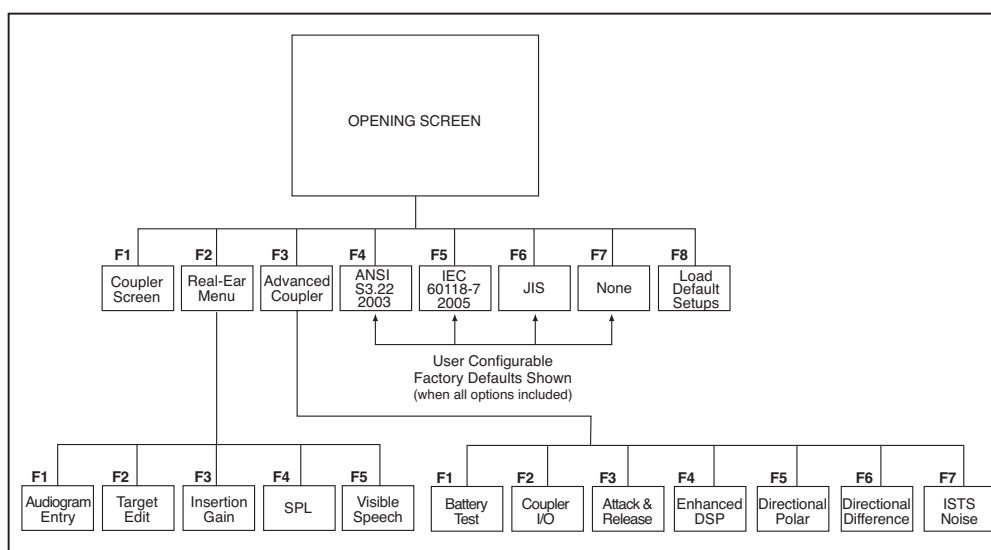 OPENING SCREEN
F1
F2
F3
F4
F5
F6
F7
F8
Coupler
Screen
Real-Ear
Menu
Advanced
Coupler
ANSI
S3.22
2003
IEC
60118-7
2005
JIS
None
Load
Default
Setups
User Configurable
Factory Defaults Shown
(when all options included)
F1
F2
F3
F4
F5
Audiogram
Entry
Target
Edit
Insertion
Gain
SPL
Visible
Speech
F1
F2
F3
F4
F5
F6
F7
Battery
Test
Coupler
I/O
Attack &
Release
Enhanced
DSP
Directional
Polar
Directional
Difference
ISTS
Noise